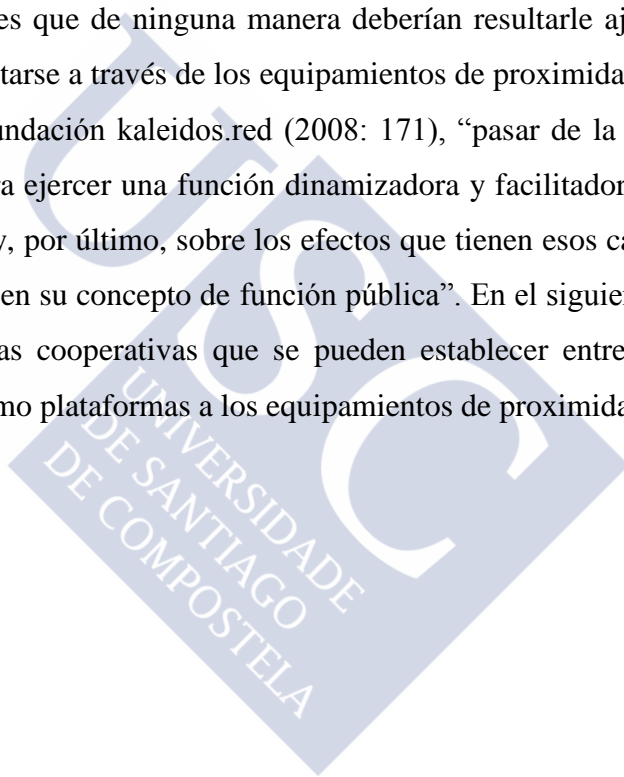 es que de ninguna manera deberían resultarle aj
tarse a través de los equipamientos de proximida
undación kaleidos.red (2008: 171), “pasar de la
ra ejercer una función dinamizadora y facilitador
y, por último, sobre los efectos que tienen esos ca
en su concepto de función pública”. En el siguien
as cooperativas que se pueden establecer entre
mo plataformas a los equipamientos de proximida
USC
UNIVERSIDADE
DE SANTIAGO
DE COMPOSTELA